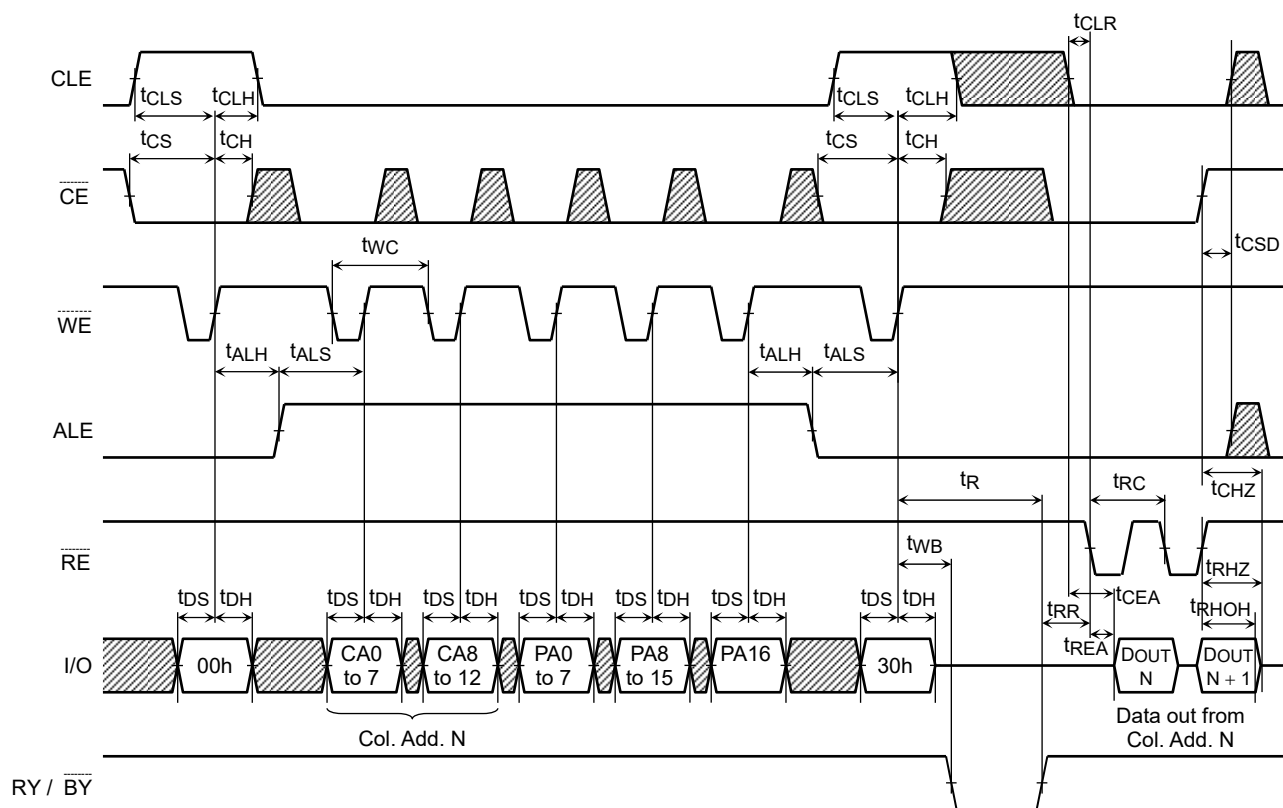 tCLR
CLE
tCLS tCLH tCLS tCLH
tCS tCH tCS tCH
CE
tWC tCSD
WE
tALH tALS tALH tALS
ALE
tR tRC tCHZ
RE
tWB tRHZ
tDS tDH tDS tDH tDS tDH tDS tDH tDS tDH tDS tDH tDS tDH tCEA
tRR tRHOH
tREA
I/O 00h CA0 to 7 CA8 to 12 PA0 to 7 PA8 to 15 PA16 30h DOUT N DOUT N + 1
Col. Add. N Data out from
Col. Add. N
RY / BY